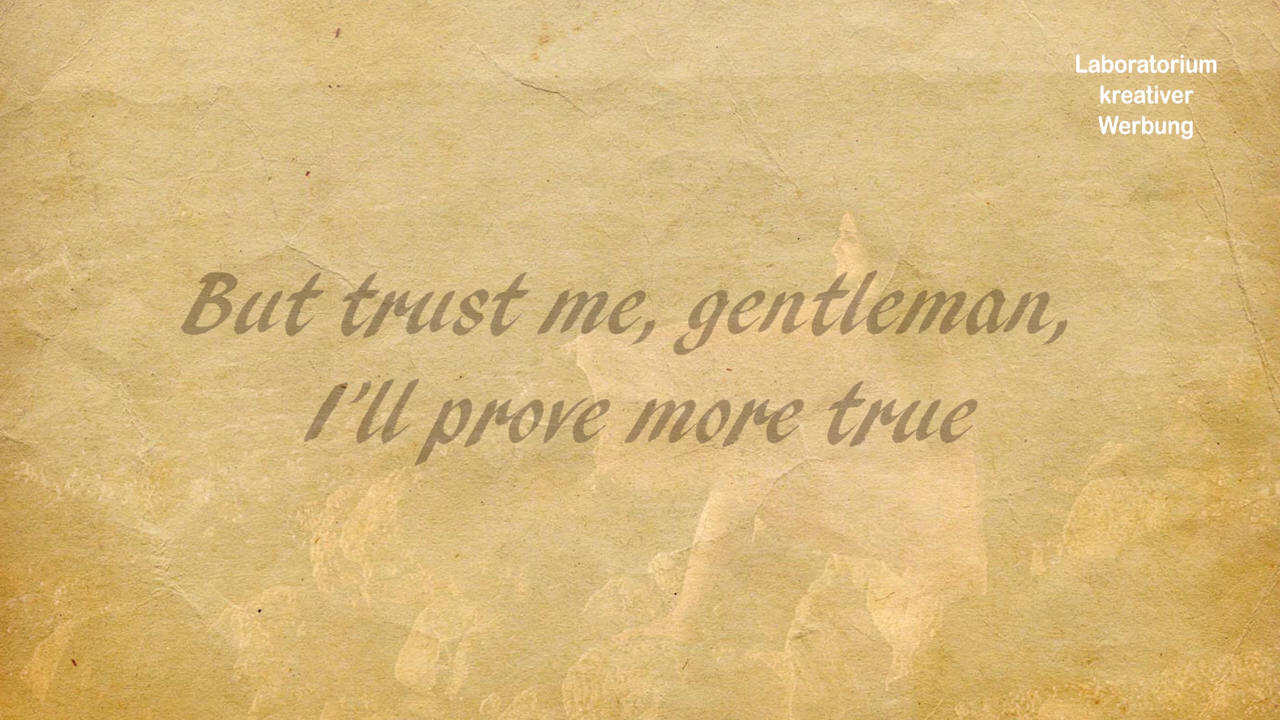 Laboratorium
kreativer
Werbung
But trust me, gentleman,
I'll prove more true